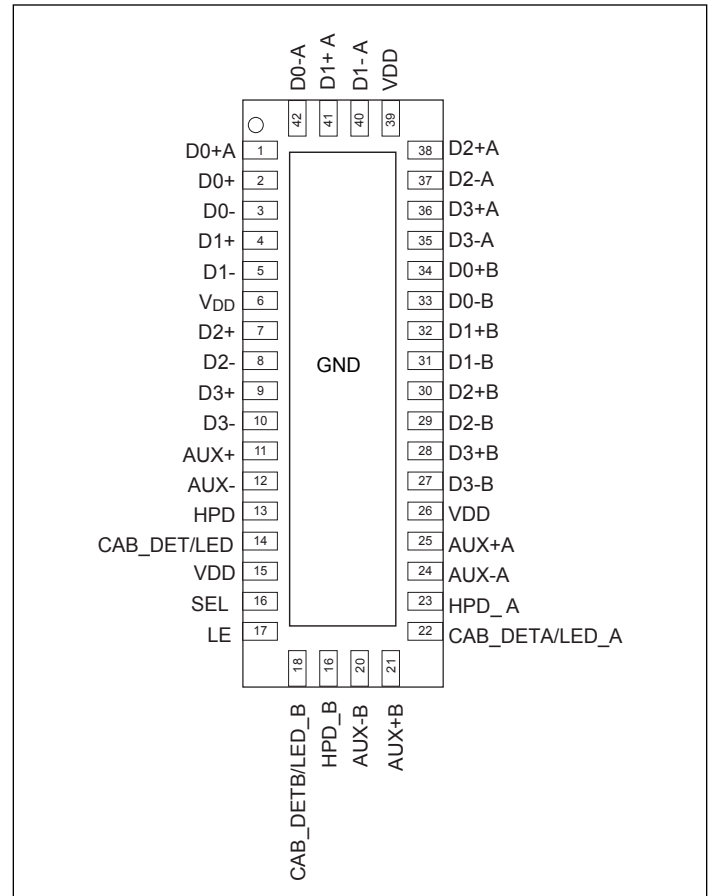 D0-A
D1+ A
D1- A
VDD
42
41
40
39
D0+A 1
D0+ 2
D0- 3
D1+ 4
D1- 5
VDD 6
D2+ 7
D2- 8
D3+ 9
D3- 10
AUX+ 11
AUX- 12
HPD 13
CAB_DET/LED 14
VDD 15
SEL 16
LE 17
GND
38 D2+A
37 D2-A
36 D3+A
35 D3-A
34 D0+B
33 D0-B
32 D1+B
31 D1-B
30 D2+B
29 D2-B
28 D3+B
27 D3-B
26 VDD
25 AUX+A
24 AUX-A
23 HPD_ A
22 CAB_DETA/LED_A
18
16
20
21
CAB_DETB/LED_B
HPD_B
AUX-B
AUX+B